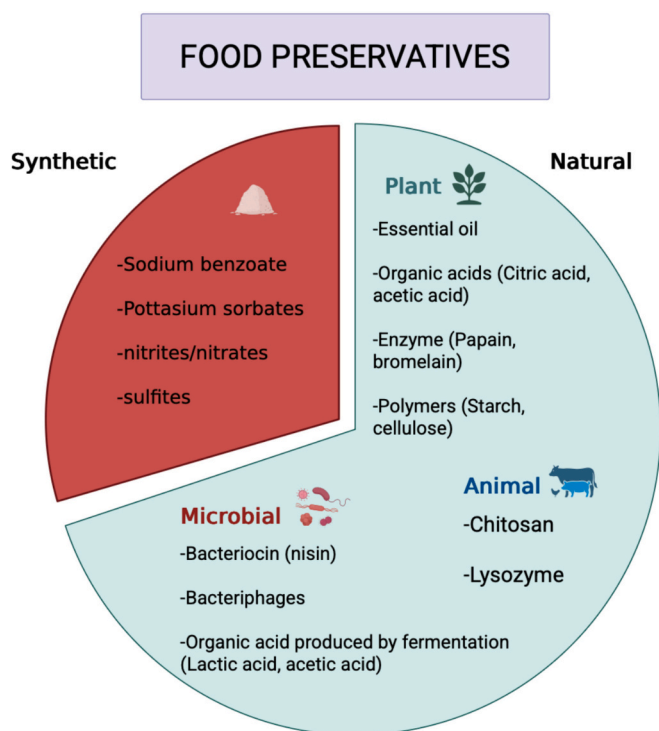 FOOD PRESERVATIVES
Synthetic
Natural
-Sodium benzoate
-Pottasium sorbates
-nitrites/nitrates
-sulfites
Plant
-Essential oil
-Organic acids (Citric acid,
acetic acid)
-Enzyme (Papain,
bromelain)
-Polymers (Starch,
cellulose)
Animal
-Chitosan
-Lysozyme
Microbial
-Bacteriocin (nisin)
-Bacteriphages
-Organic acid produced by fermentation
(Lactic acid, acetic acid)